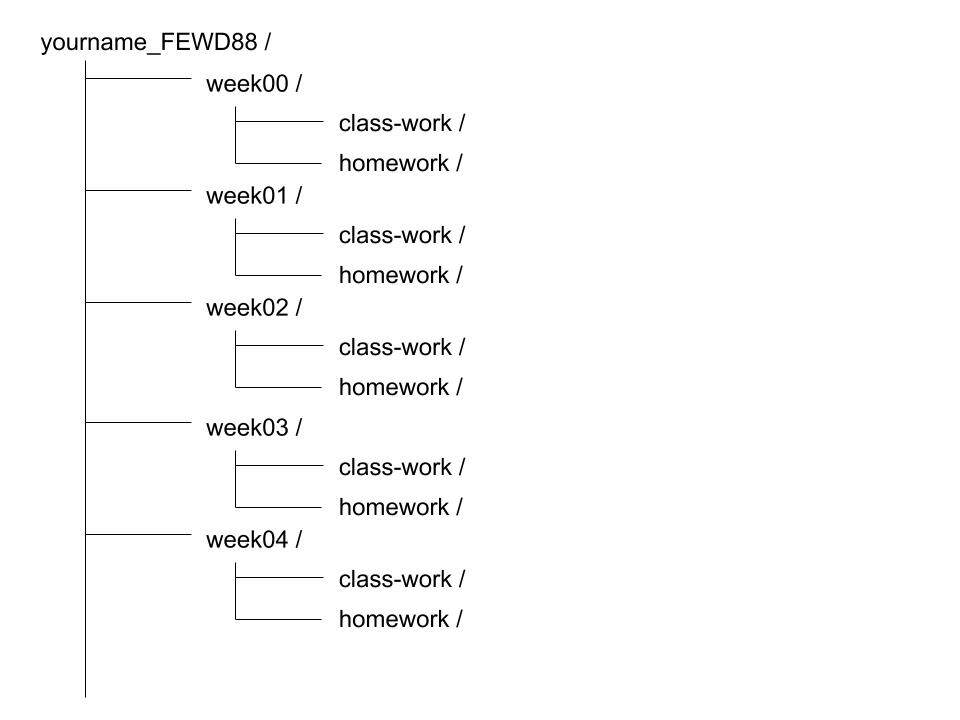 yourname_FEWD88 /
week00 /
class-work /
homework /
week01 /
class-work /
homework /
week02 /
class-work /
homework /
week03 /
class-work /
homework /
week04 /
class-work /
homework /